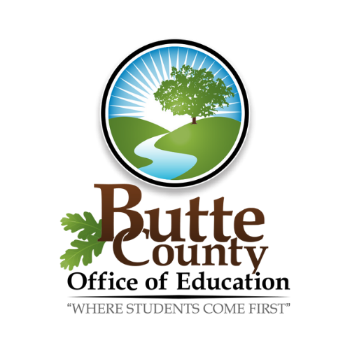 Butte
County
Office of Education
"WHERE STUDENTS COME FIRST"